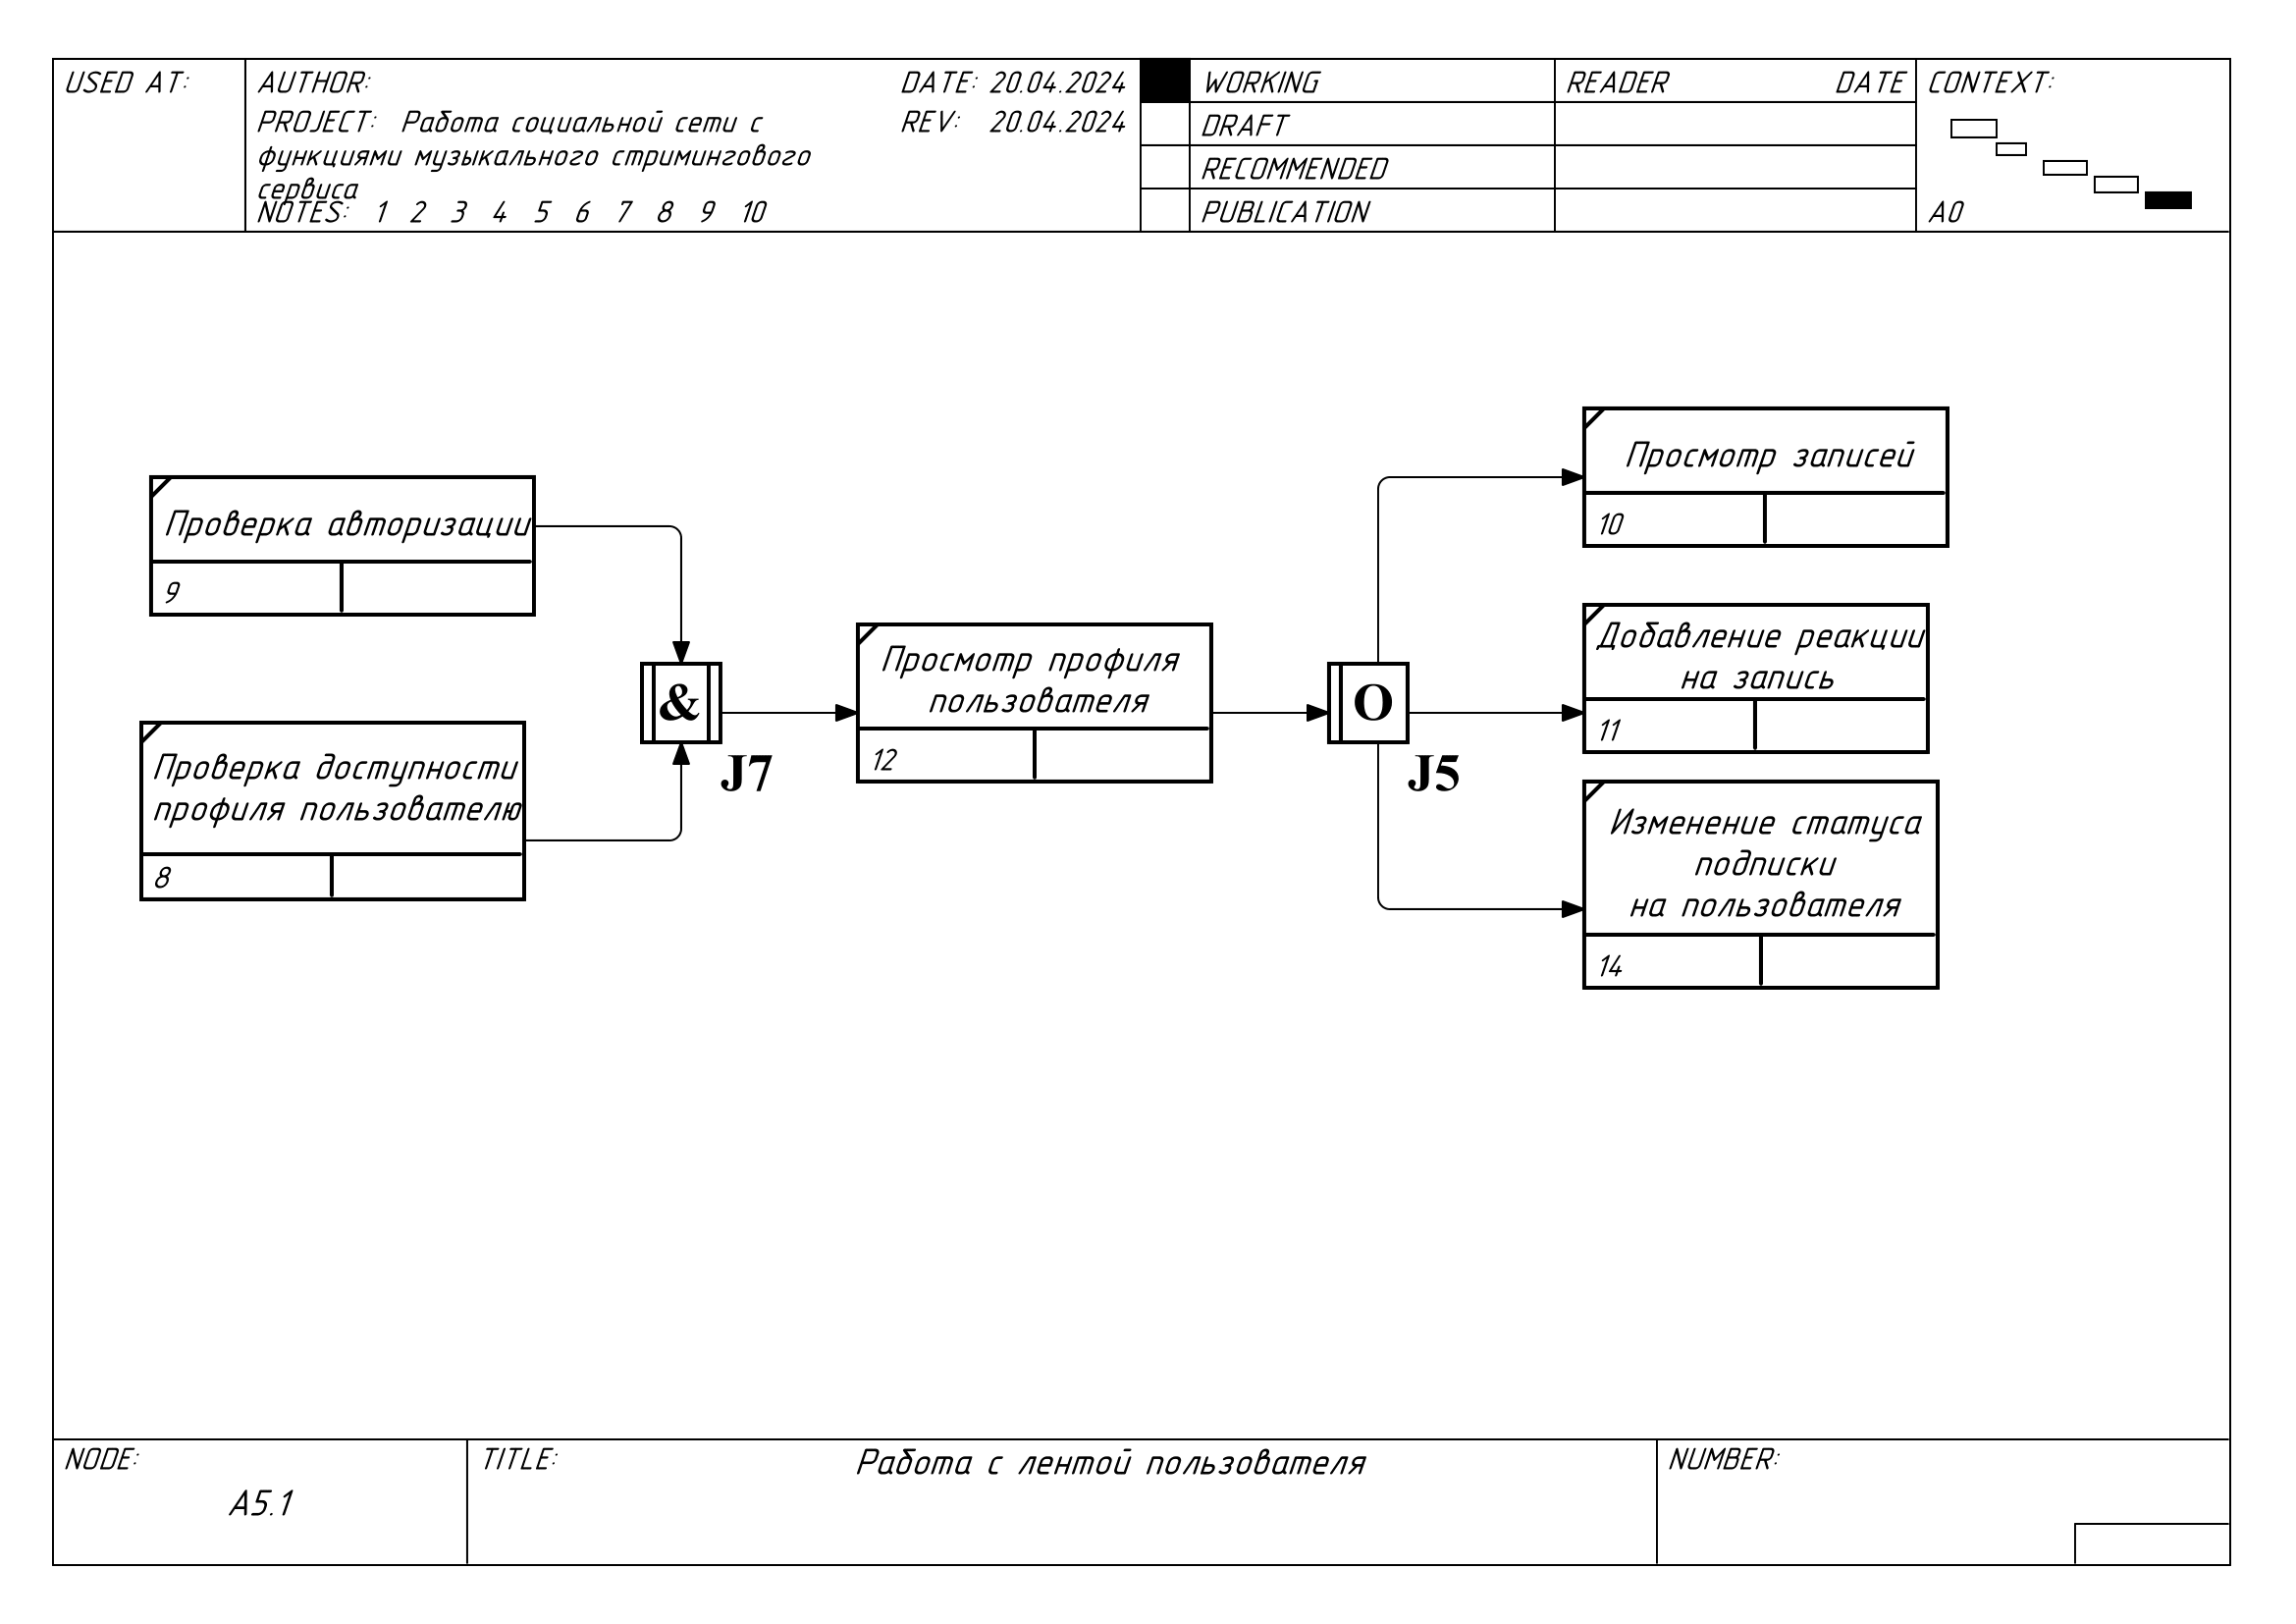 USED AT:
AUTHOR:
DATE: 20.04.2024
PROJECT: Работа социальной сети с
функциями музыкального стримингового
сервиса
REV: 20.04.2024
NOTES: 1 2 3 4 5 6 7 8 9 10
WORKING
DRAFT
RECOMMENDED
PUBLICATION
READER DATE
CONTEXT:
A0
Проверка авторизации
9
Проверка доступности
профиля пользователю
8
&
J7
Просмотр профиля
пользователя
12
O
J5
Просмотр записей
10
Добавление реакции
на запись
11
Изменение статуса
подписки
на пользователя
14
NODE:
A5.1
TITLE:
Работа с лентой пользователя
NUMBER: